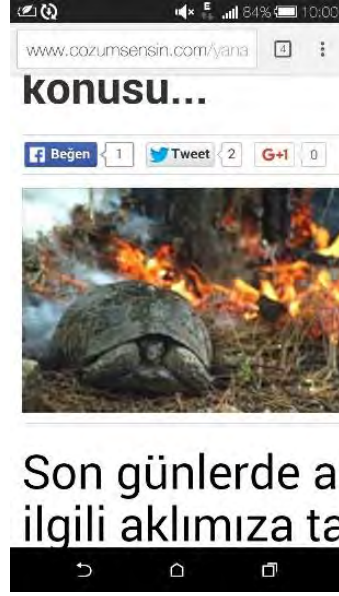 E 84% 10:00
www.cozumsensin.com/yana 4
konusu...
f Beğen 1 Tweet 2 G+1 0
Son günlerde a
ilgili aklımıza ta